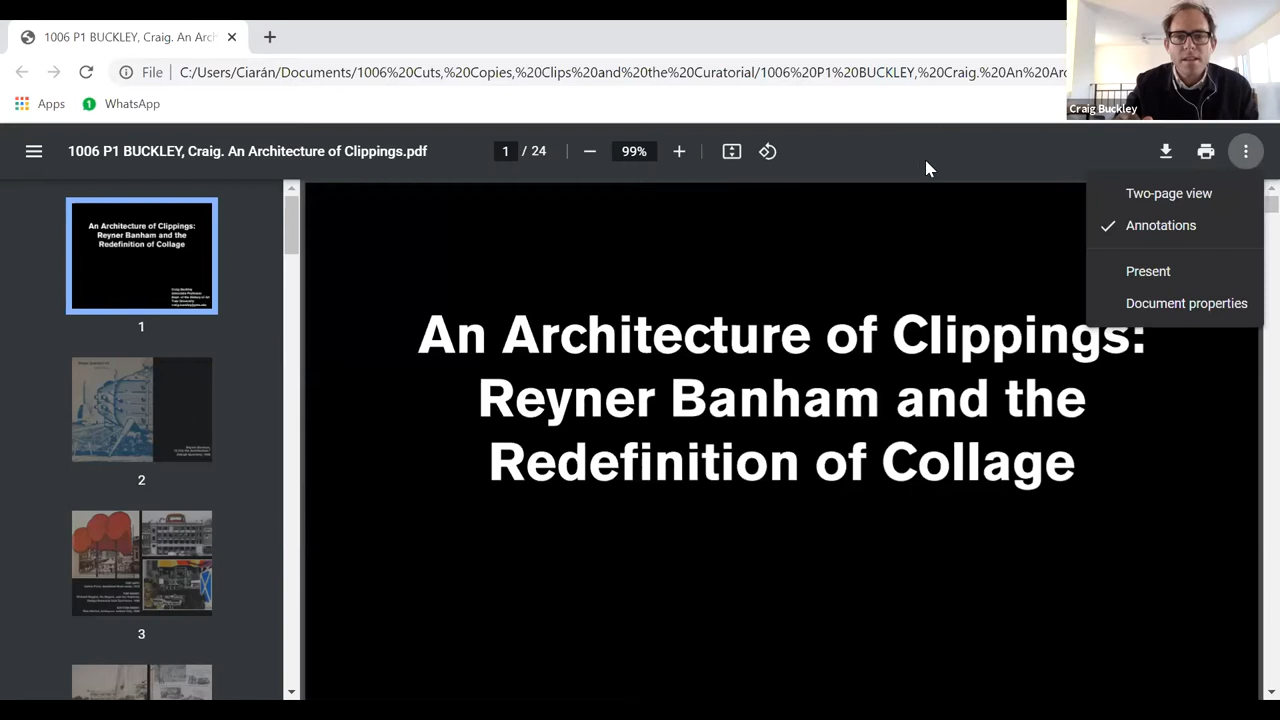 1006 P1 BUCKLEY, Craig. An Arch
File
C:/Users/Ciarán/Documents/1006%20Cuts,%20Copies,%20Clips%20and%20the%20Curatorial/1006%20P1%20BUCKLEY,%20Craig.%20An%20Arc
Apps
WhatsApp
Craig Buckley
1006 P1 BUCKLEY, Craig. An Architecture of Clippings.pdf
1 / 24
99%
Two-page view
Annotations
Present
Document properties
An Architecture of Clippings:
Reyner Banham and the
Redefinition of Collage
1
2
3
An Architecture of Clippings:
Reyner Banham and the
Redefinition of Collage